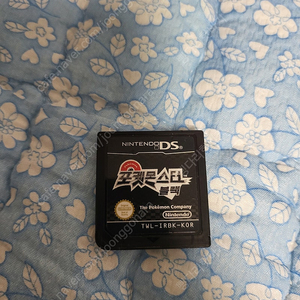 NINTENDO DS
포켓몬스터
블랙
The Pokémon Company
Nintendo
TWL-IRBK-KOR